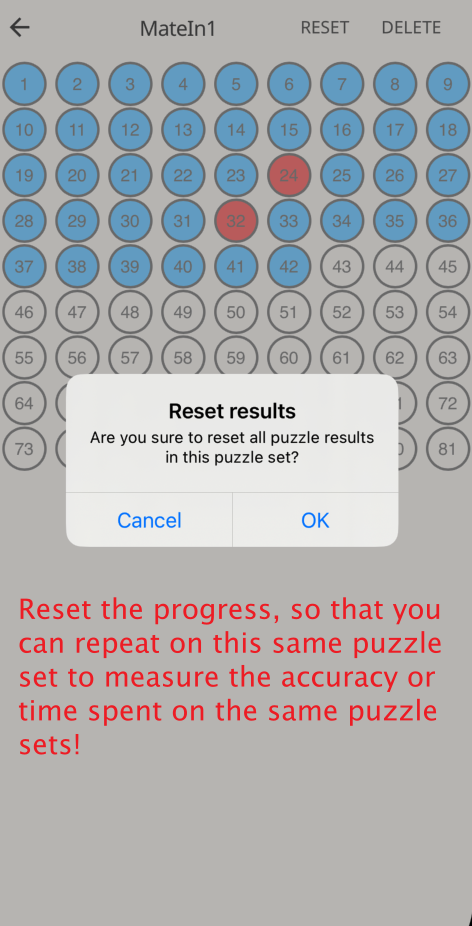 MateIn1 RESET DELETE
1 2 3 4 5 6 7 8 9
10 11 12 13 14 15 16 17 18
19 20 21 22 23 24 25 26 27
28 29 30 31 32 33 34 35 36
37 38 39 40 41 42 43 44 45
46 47 48 49 50 51 52 53 54
55 56 57 58 59 60 61 62 63
64 72
73 81
Reset results
Are you sure to reset all puzzle results
in this puzzle set?
Cancel OK
Reset the progress, so that you
can repeat on this same puzzle
set to measure the accuracy or
time spent on the same puzzle
sets!